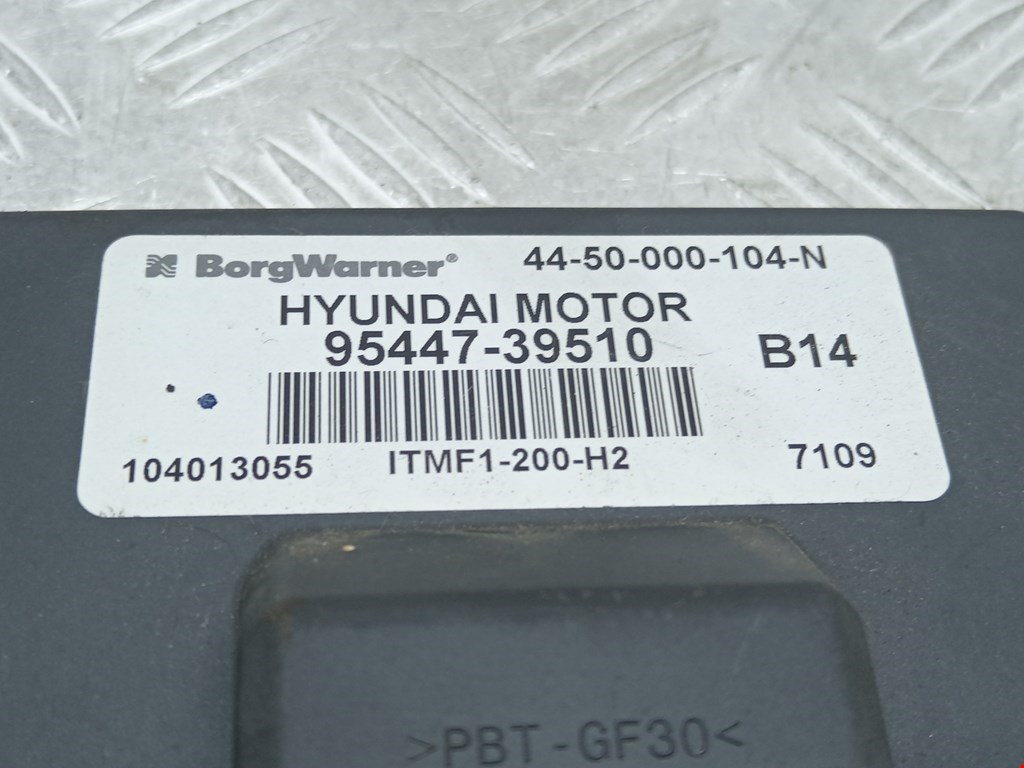 BorgWarner® 44-50-000-104-N
HYUNDAI MOTOR
95447-39510 B14
104013055 ITMF1-200-H2 7109
>PBT-GF30<